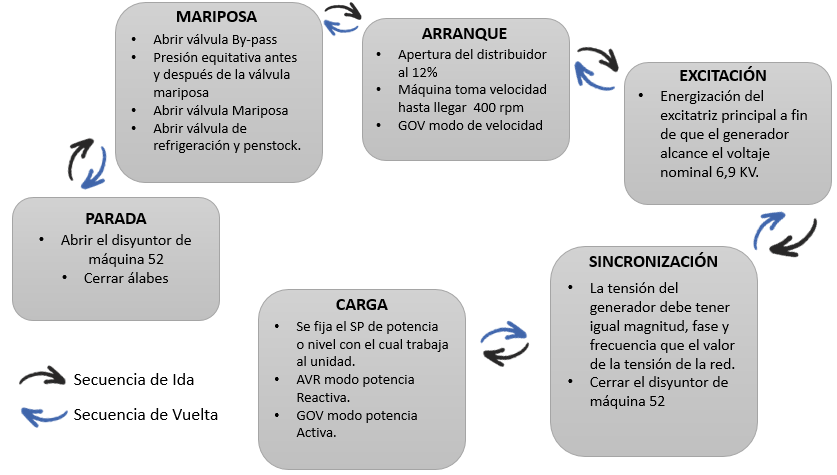 MARIPOSA
• Abrir válvula By-pass
• Presión equitativa antes
y después de la válvula
mariposa
• Abrir válvula Mariposa
• Abrir válvula de
refrigeración y penstock.
ARRANQUE
• Apertura del distribuidor
al 12%
• Máquina toma velocidad
hasta llegar 400 rpm
• GOV modo de velocidad
EXCITACIÓN
• Energización del
excitatriz principal a fin
de que el generador
alcance el voltaje
nominal 6,9 KV.
PARADA
• Abrir el disyuntor de
máquina 52
• Cerrar álabes
SINCRONIZACIÓN
• La tensión del
generador debe tener
igual magnitud, fase y
frecuencia que el valor
de la tensión de la red.
• Cerrar el disyuntor de
máquina 52
CARGA
• Se fija el SP de potencia
o nivel con el cual trabaja
al unidad.
• AVR modo potencia
Reactiva.
• GOV modo potencia
Activa.
Secuencia de Ida
Secuencia de Vuelta